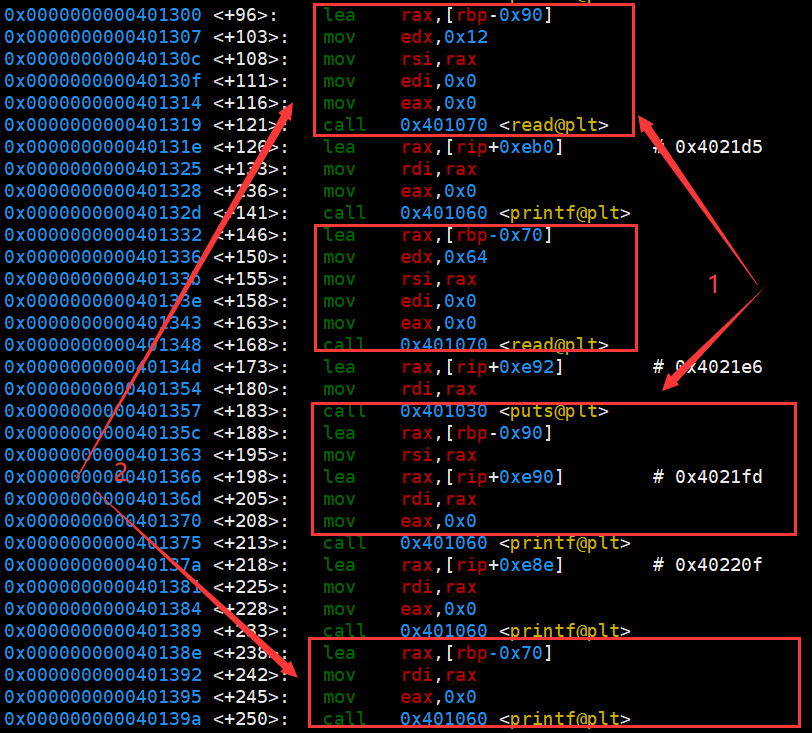 0x0000000000401300 <+96>: lea rax,[rbp-0x90]
0x0000000000401307 <+103>: mov edx,0x12
0x000000000040130c <+108>: mov rsi,rax
0x000000000040130f <+111>: mov edi,0x0
0x0000000000401314 <+116>: mov eax,0x0
0x0000000000401319 <+121>: call 0x401070 <read@plt>
0x000000000040131e <+126>: lea rax,[rip+0xeb0] # 0x4021d5
0x0000000000401325 <+133>: mov rdi,rax
0x0000000000401328 <+136>: mov eax,0x0
0x000000000040132d <+141>: call 0x401060 <printf@plt>
0x0000000000401332 <+146>: lea rax,[rbp-0x70]
0x0000000000401336 <+150>: mov edx,0x64
0x000000000040133b <+155>: mov rsi,rax
0x000000000040133e <+158>: mov edi,0x0
0x0000000000401343 <+163>: mov eax,0x0
0x0000000000401348 <+168>: call 0x401070 <read@plt>
0x000000000040134d <+173>: lea rax,[rip+0xe92] # 0x4021e6
0x0000000000401354 <+180>: mov rdi,rax
0x0000000000401357 <+183>: call 0x401030 <puts@plt>
0x000000000040135c <+188>: lea rax,[rbp-0x90]
0x0000000000401363 <+195>: mov rsi,rax
0x0000000000401366 <+198>: lea rax,[rip+0xe90] # 0x4021fd
0x000000000040136d <+205>: mov rdi,rax
0x0000000000401370 <+208>: mov eax,0x0
0x0000000000401375 <+213>: call 0x401060 <printf@plt>
0x000000000040137a <+218>: lea rax,[rip+0xe8e] # 0x40220f
0x0000000000401381 <+225>: mov rdi,rax
0x0000000000401384 <+228>: mov eax,0x0
0x0000000000401389 <+233>: call 0x401060 <printf@plt>
0x000000000040138e <+238>: lea rax,[rbp-0x70]
0x0000000000401392 <+242>: mov rdi,rax
0x0000000000401395 <+245>: mov eax,0x0
0x000000000040139a <+250>: call 0x401060 <printf@plt>
1
2